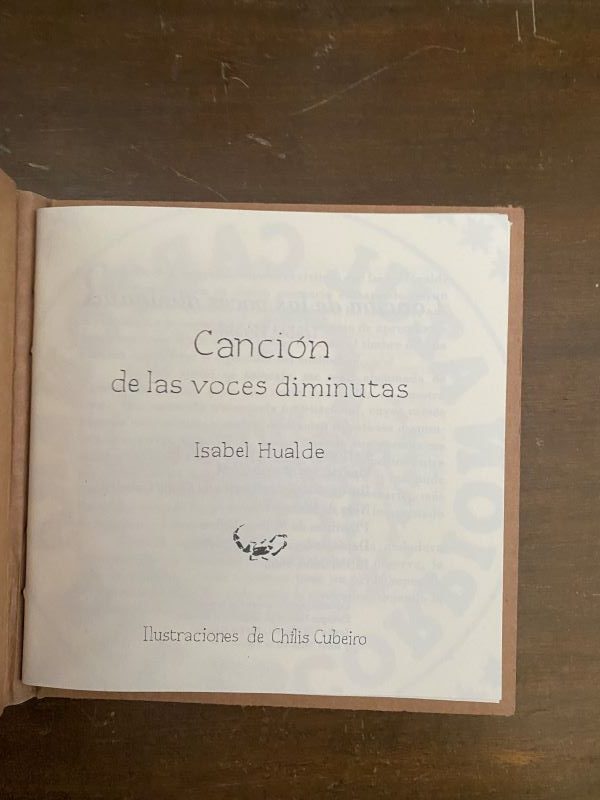 Canción
de las voces diminutas
Isabel Hualde
Ilustraciones de Chilis Cubeiro